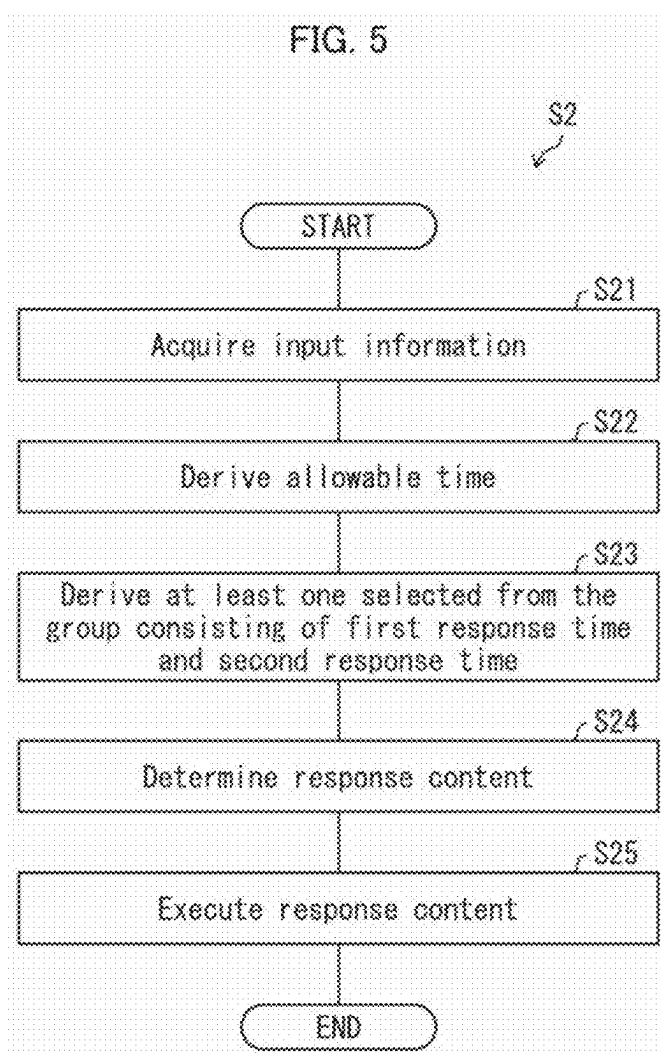 FIG. 5
S2
START
S21
Acquire input information
S22
Derive allowable time
S23
Derive at least one selected from the
group consisting of first response time
and second response time
S24
Determine response content
S25
Execute response content
END